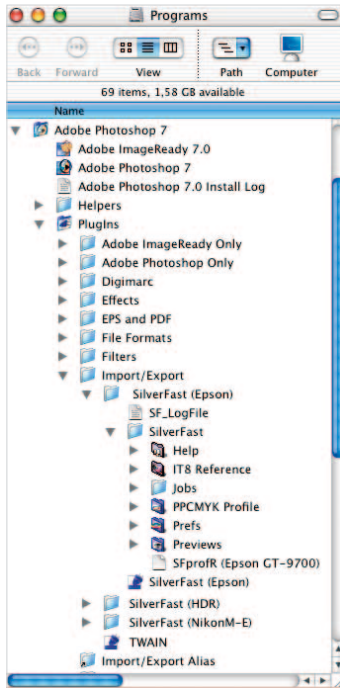 Programs
Back Forward View Path Computer
69 items, 1,58 GB available
Name
Adobe Photoshop 7
Adobe ImageReady 7.0
Adobe Photoshop 7
Adobe Photoshop 7.0 Install Log
Helpers
PlugIns
Adobe ImageReady Only
Adobe Photoshop Only
Digimarc
Effects
EPS and PDF
File Formats
Filters
Import/Export
SilverFast (Epson)
SF_LogFile
SilverFast
Help
IT8 Reference
Jobs
PPCMYK Profile
Prefs
Previews
SFprofR (Epson GT-9700)
SilverFast (Epson)
SilverFast (HDR)
SilverFast (NikonM-E)
TWAIN
Import/Export Alias